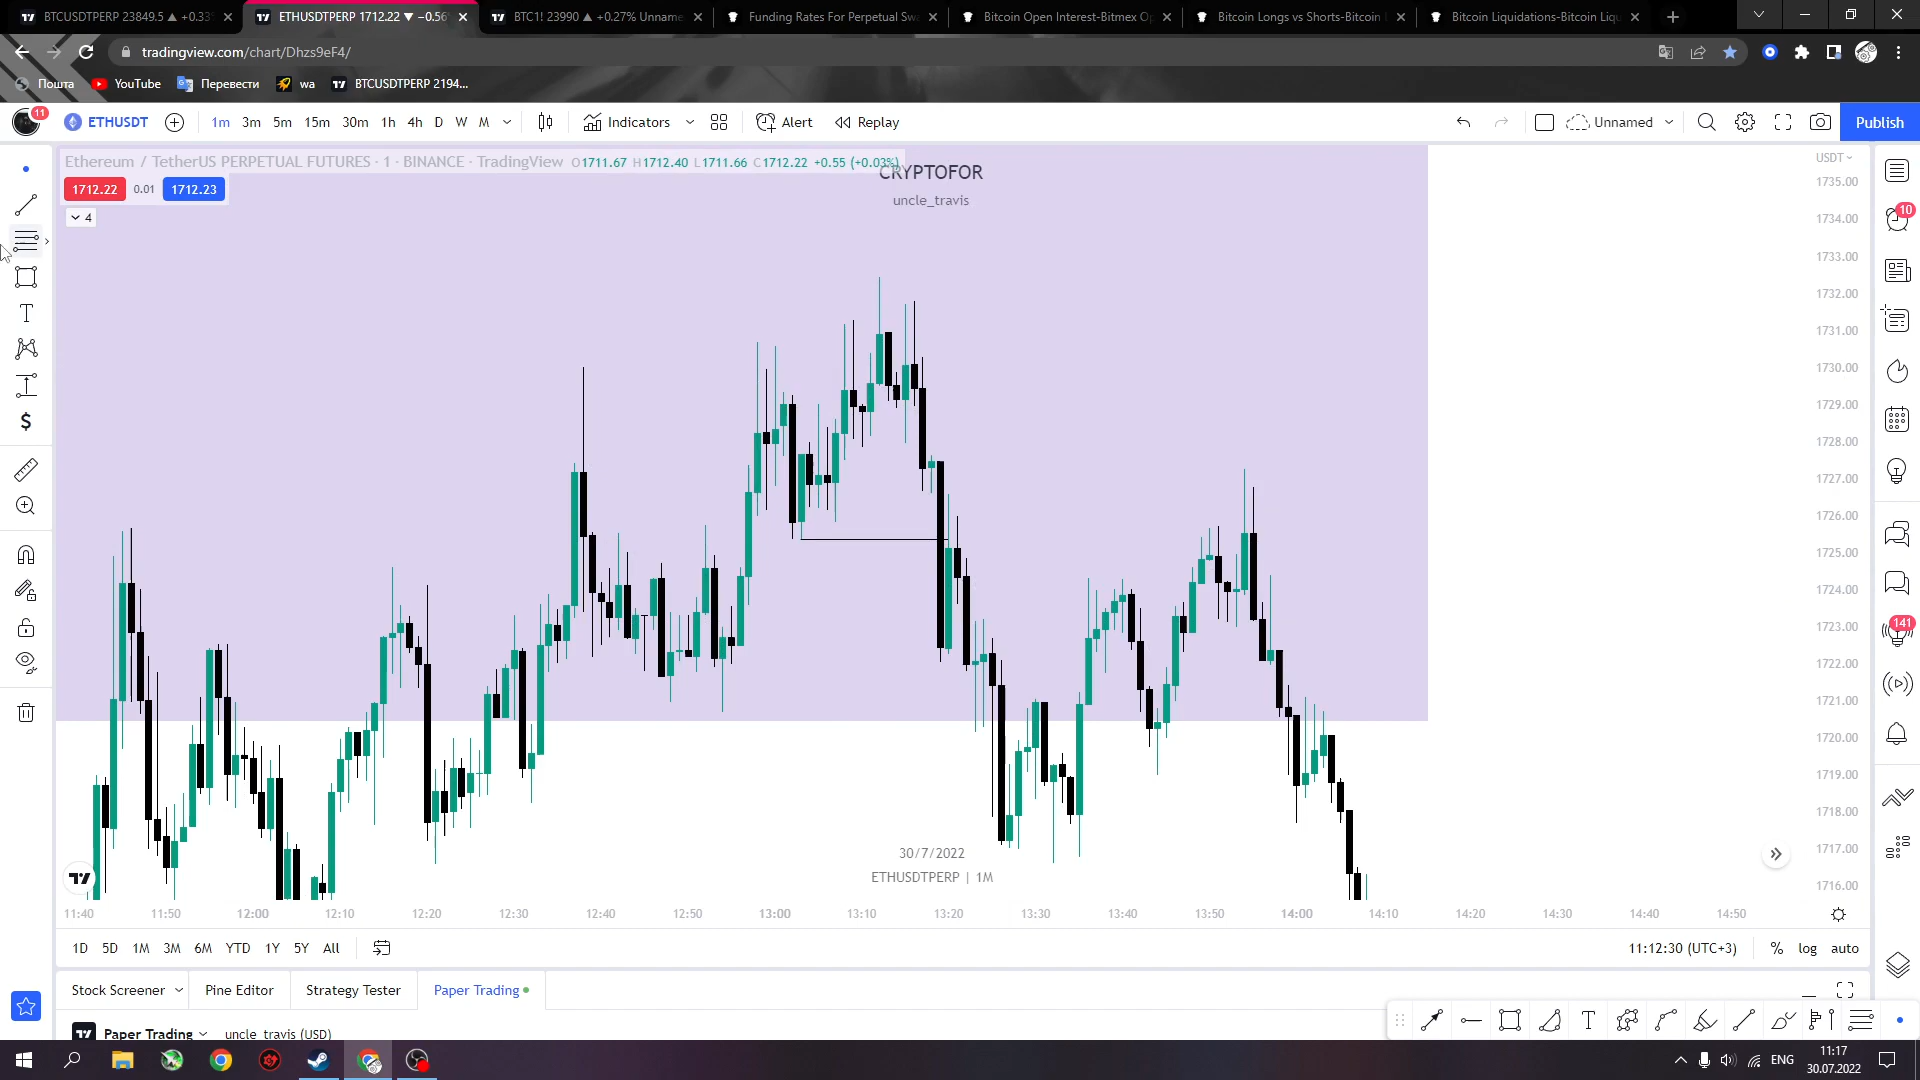 BTCUSDTPERP 23849.5 ▲ +0.33
ETHUSDTPERP 1712.22 ▼ −0.56
BTC1! 23990 ▲ +0.27% Unname
Funding Rates For Perpetual Swa
Bitcoin Open Interest-Bitmex Op
Bitcoin Longs vs Shorts-Bitcoin
Bitcoin Liquidations-Bitcoin Liqu
tradingview.com/chart/Dhzs9eF4/
Пошта YouTube Перевести wa BTCUSDTPERP 2194...
11 ETHUSDT 1m 3m 5m 15m 30m 1h 4h D W M Indicators Alert Replay Unnamed Publish
Ethereum / TetherUS PERPETUAL FUTURES · 1 · BINANCE · TradingView O1711.67 H1712.40 L1711.66 C1712.22 +0.55 (+0.03%)
USDT
CRYPTOFOR
uncle_travis
1712.22 0.01 1712.23
4
1735.00
1734.00
1733.00
1732.00
1731.00
1730.00
1729.00
1728.00
1727.00
1726.00
1725.00
1724.00
1723.00
1722.00
1721.00
1720.00
1719.00
1718.00
1717.00
1716.00
10
141
30/7/2022
ETHUSDTPERP | 1M
11:40 11:50 12:00 12:10 12:20 12:30 12:40 12:50 13:00 13:10 13:20 13:30 13:40 13:50 14:00 14:10 14:20 14:30 14:40 14:50
1D 5D 1M 3M 6M YTD 1Y 5Y All 11:12:30 (UTC+3) % log auto
Stock Screener Pine Editor Strategy Tester Paper Trading
Paper Trading uncle_travis (USD)
ENG
11:17
30.07.2022